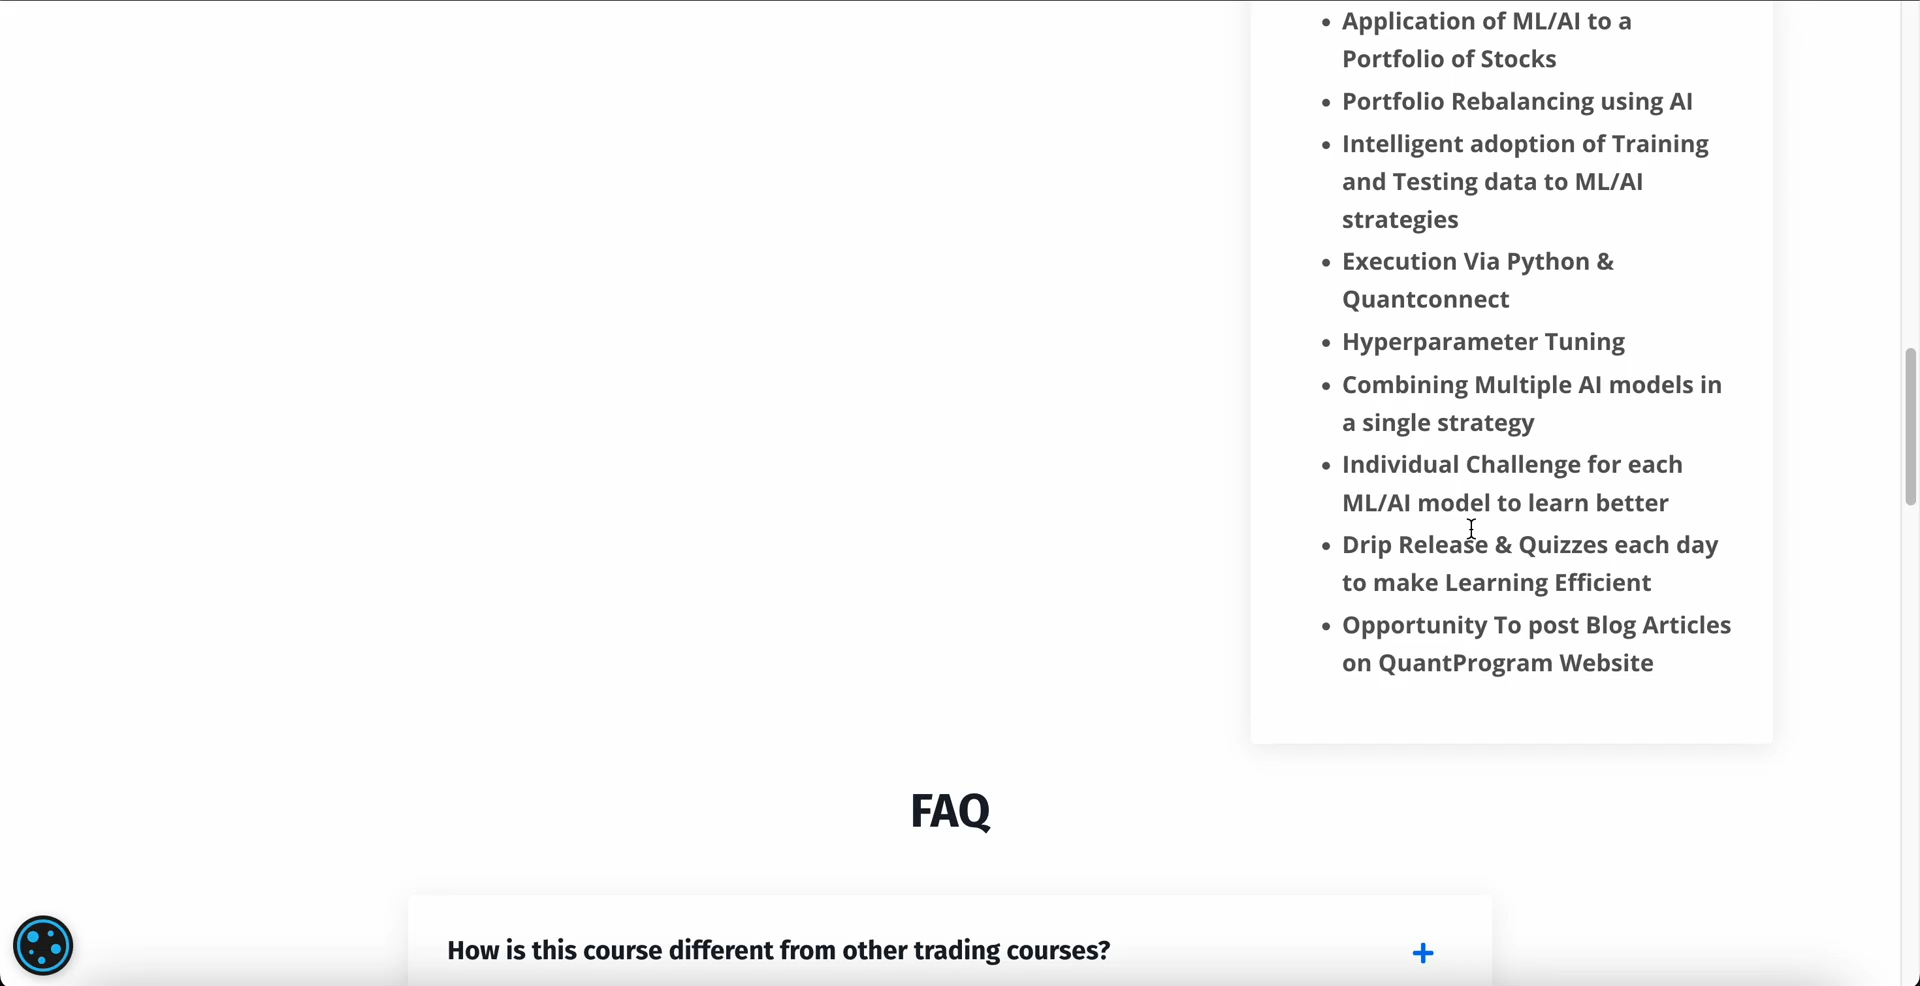 • Application of ML/AI to a
Portfolio of Stocks
• Portfolio Rebalancing using AI
• Intelligent adoption of Training
and Testing data to ML/AI
strategies
• Execution Via Python &
Quantconnect
• Hyperparameter Tuning
• Combining Multiple AI models in
a single strategy
• Individual Challenge for each
ML/AI model to learn better
• Drip Release & Quizzes each day
to make Learning Efficient
• Opportunity To post Blog Articles
on QuantProgram Website
FAQ
How is this course different from other trading courses? +